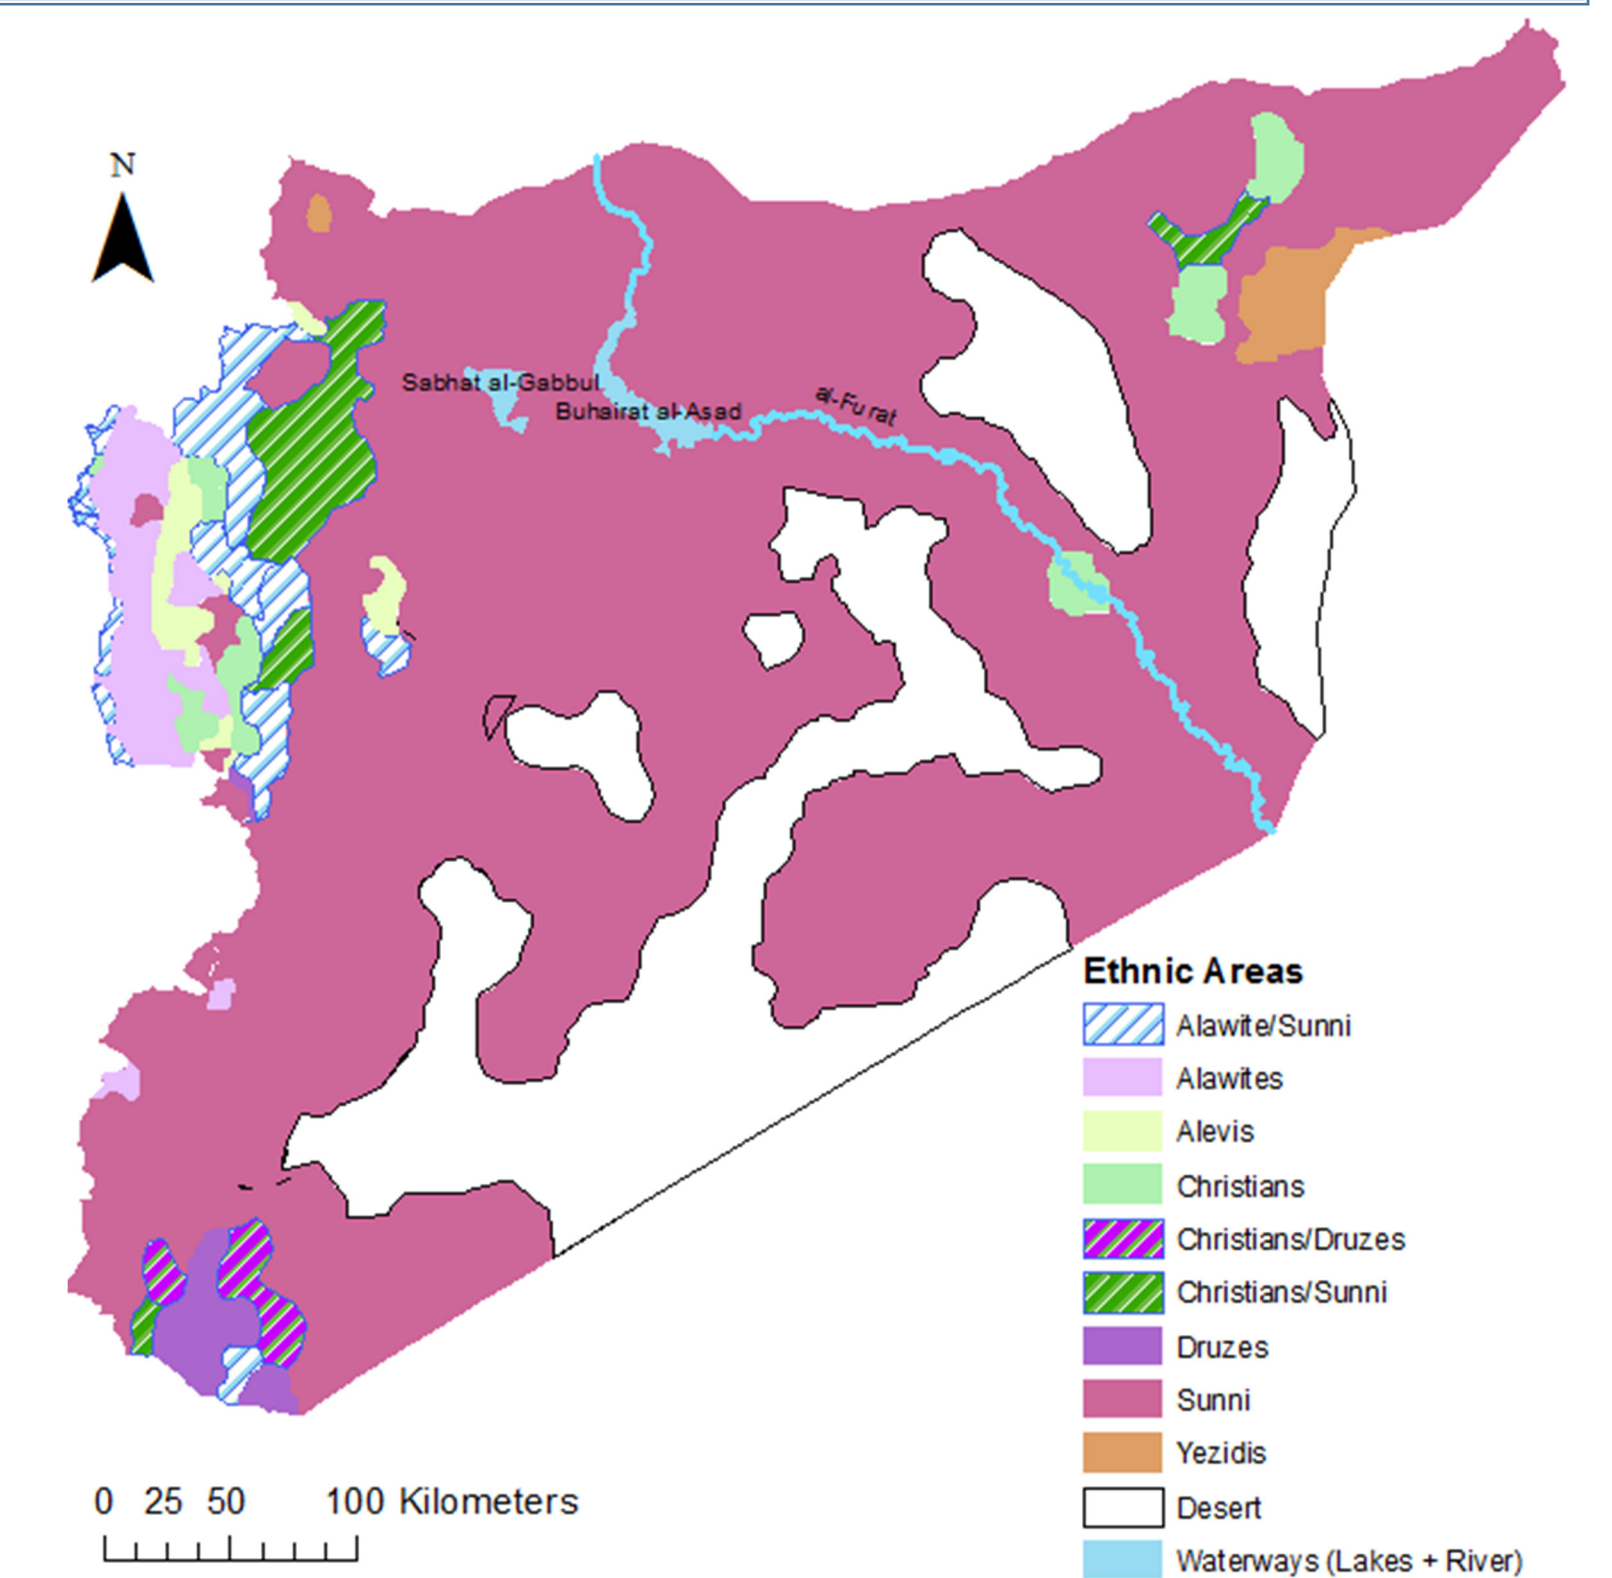 N
Sabhat al-Gabbul
Buhairat al-Asad
al-Furat
Ethnic Areas
Alawite/Sunni
Alawites
Alevis
Christians
Christians/Druzes
Christians/Sunni
Druzes
Sunni
Yezidis
Desert
Waterways (Lakes + River)
0 25 50 100 Kilometers